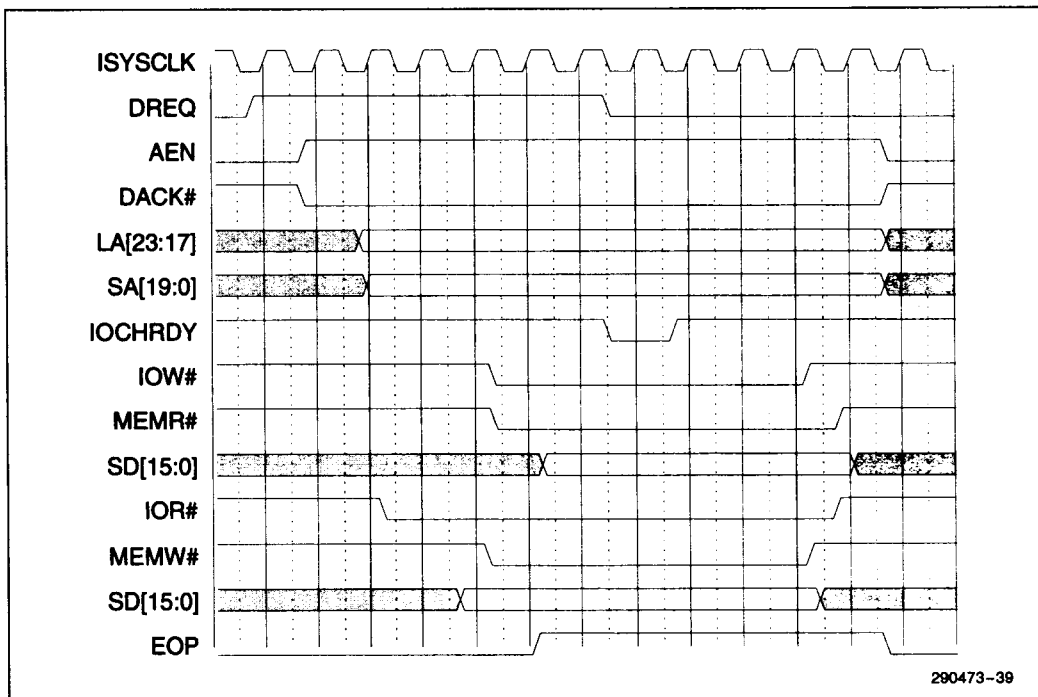 ISYSCLK
DREQ
AEN
DACK#
LA[23:17]
SA[19:0]
IOCHRDY
IOW#
MEMR#
SD[15:0]
IOR#
MEMW#
SD[15:0]
EOP
290473-39